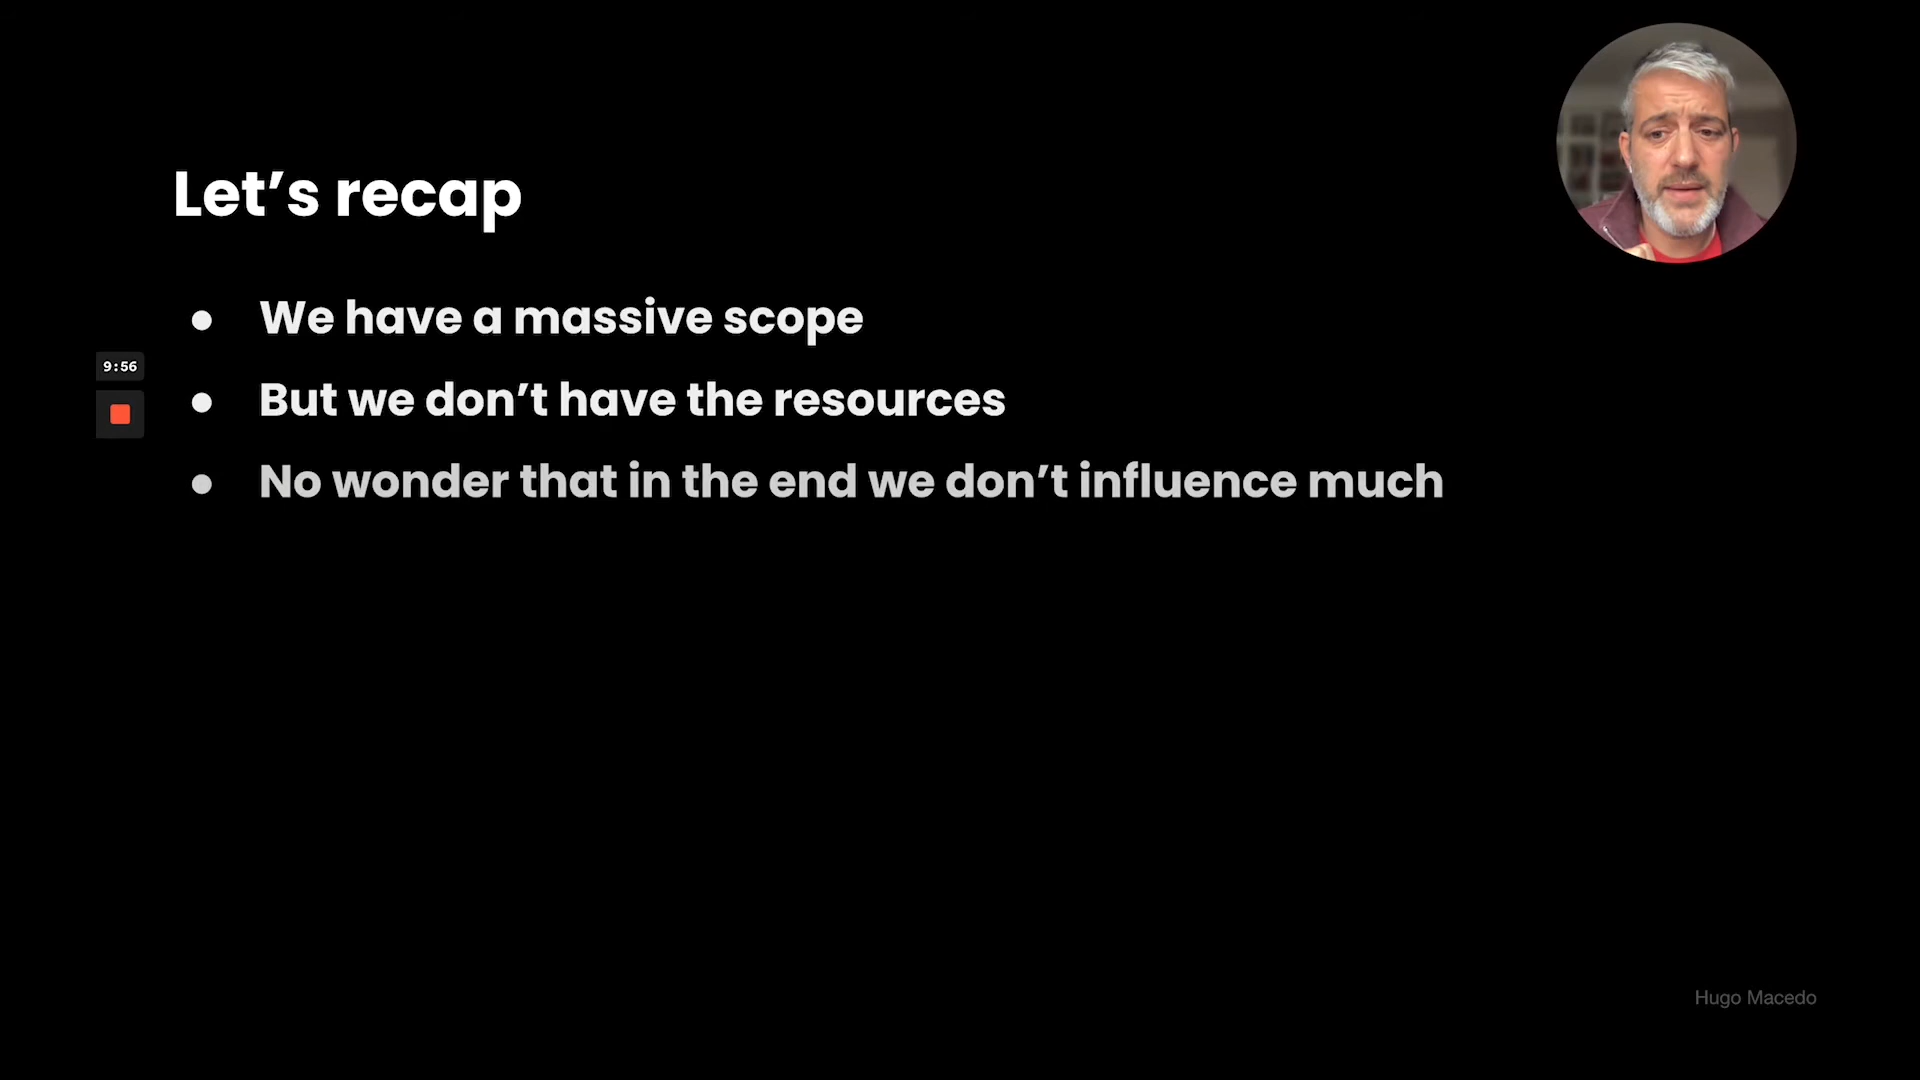 Let’s recap
● We have a massive scope
9:56
● But we don’t have the resources
● No wonder that in the end we don’t influence much
Hugo Macedo